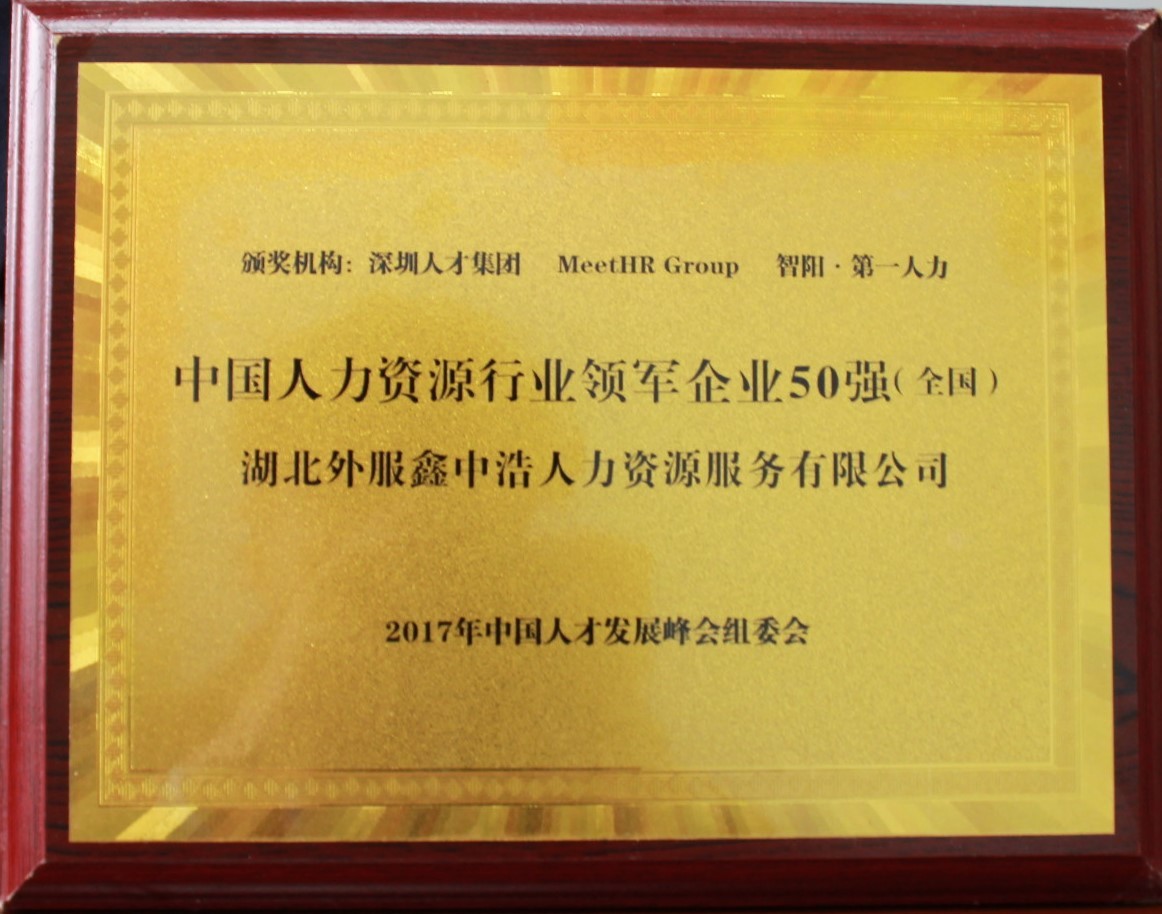 颁奖机构：深圳人才集团 MeetHR Group 智阳·第一人力
中国人力资源行业领军企业50强（全国）
湖北外服鑫中浩人力资源服务有限公司
2017年中国人才发展峰会组委会